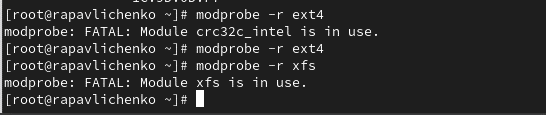 [root@rapavlichenko ~]# modprobe -r ext4
modprobe: FATAL: Module crc32c_intel is in use.
[root@rapavlichenko ~]# modprobe -r ext4
[root@rapavlichenko ~]# modprobe -r xfs
modprobe: FATAL: Module xfs is in use.
[root@rapavlichenko ~]#